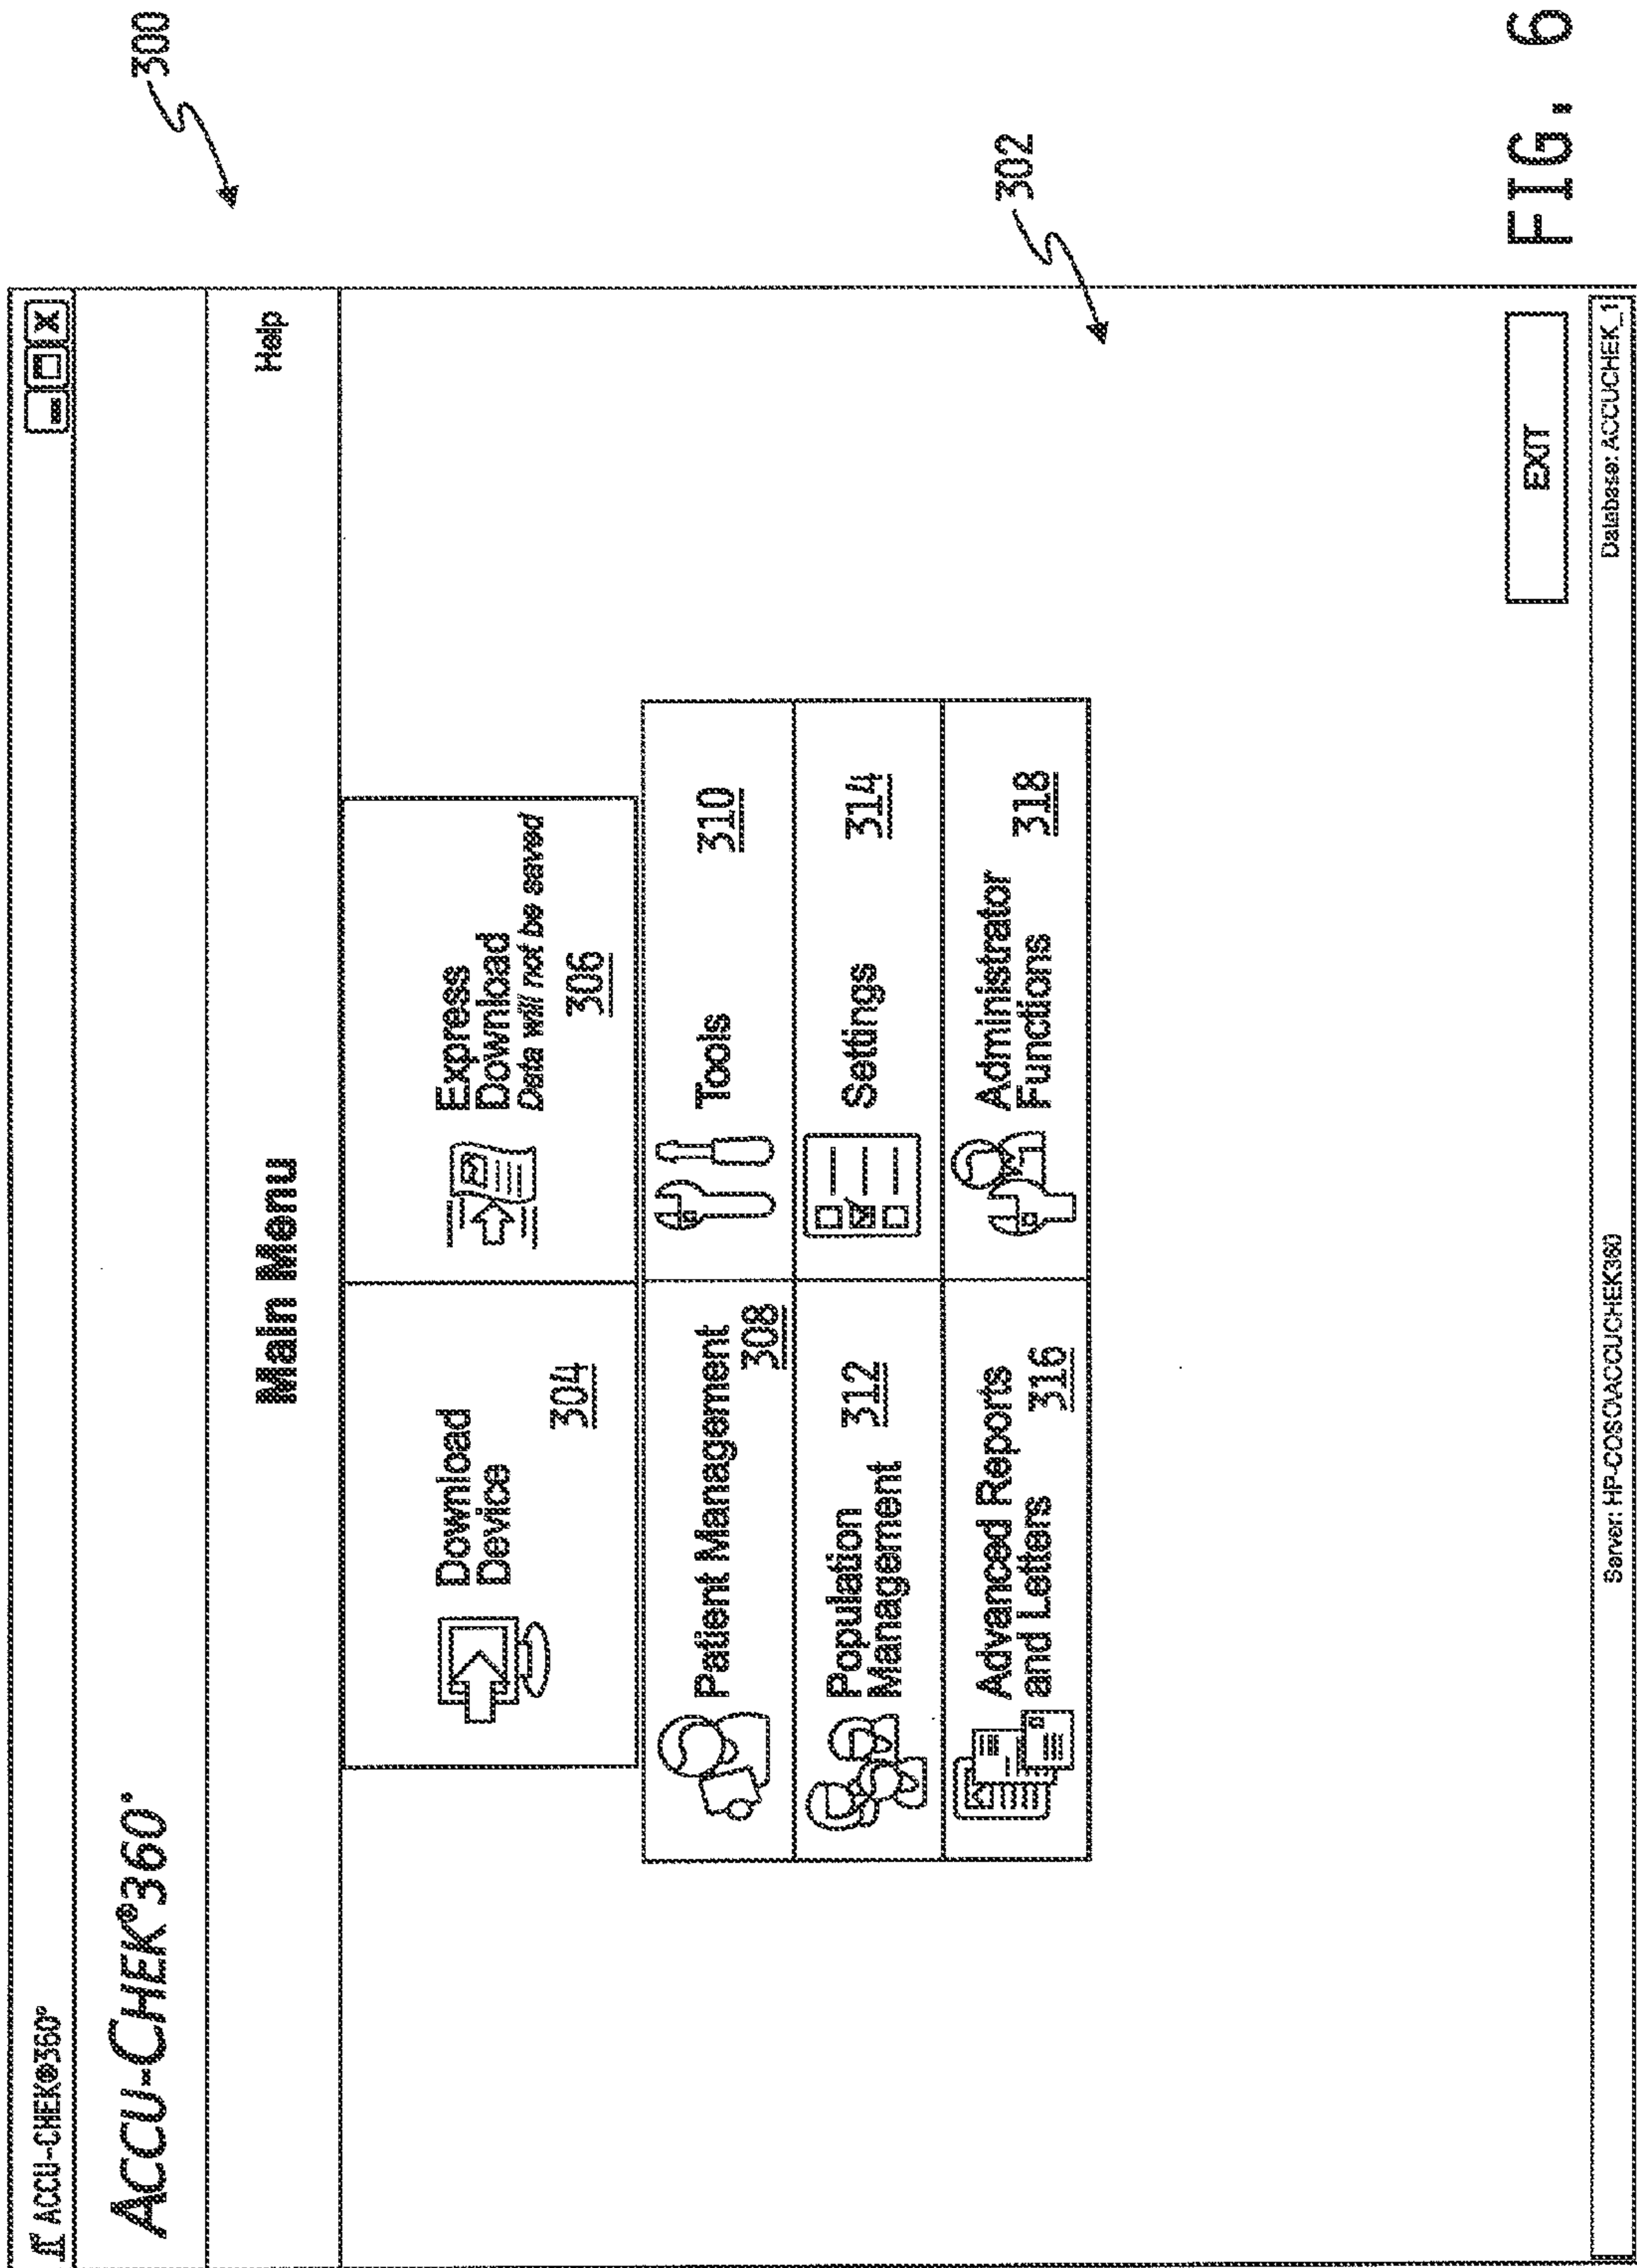 ACCU-CHEK®360°
ACCU-CHEK®360°
Main Menu
Help
Download
Device
304
Express
Download
Data will not be saved
306
Patient Management
308
Tools
310
Population
Management
312
Settings
314
Advanced Reports
and Letters
316
Administrator
Functions
318
EXIT
Server: HP-COSO\ACCUCHEK360
Database: ACCUCHEK_1
300
302
FIG. 6